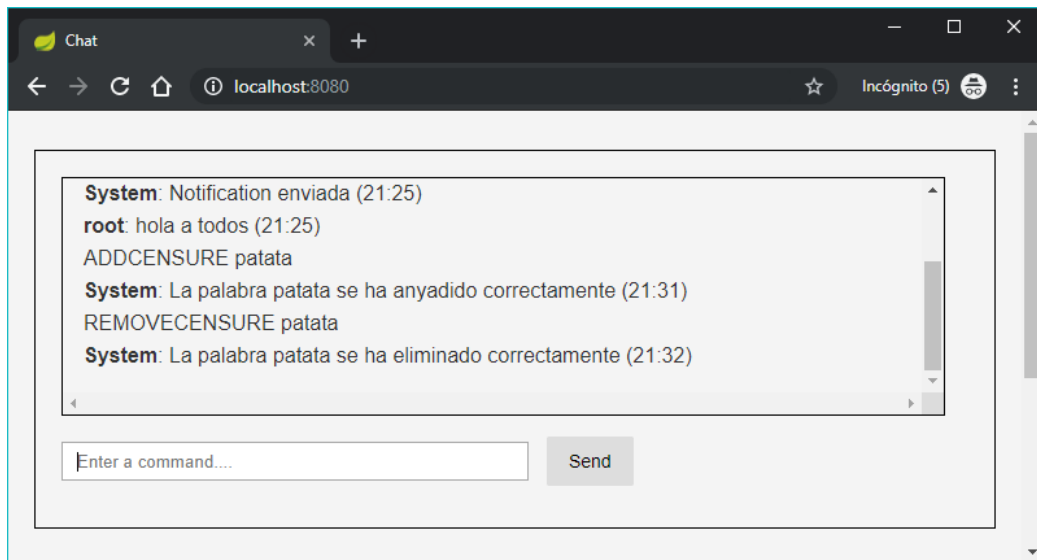 Chat
localhost:8080
Incógnito (5)
System: Notification enviada (21:25)
root: hola a todos (21:25)
ADDCENSURE patata
System: La palabra patata se ha anyadido correctamente (21:31)
REMOVECENSURE patata
System: La palabra patata se ha eliminado correctamente (21:32)
Enter a command....
Send